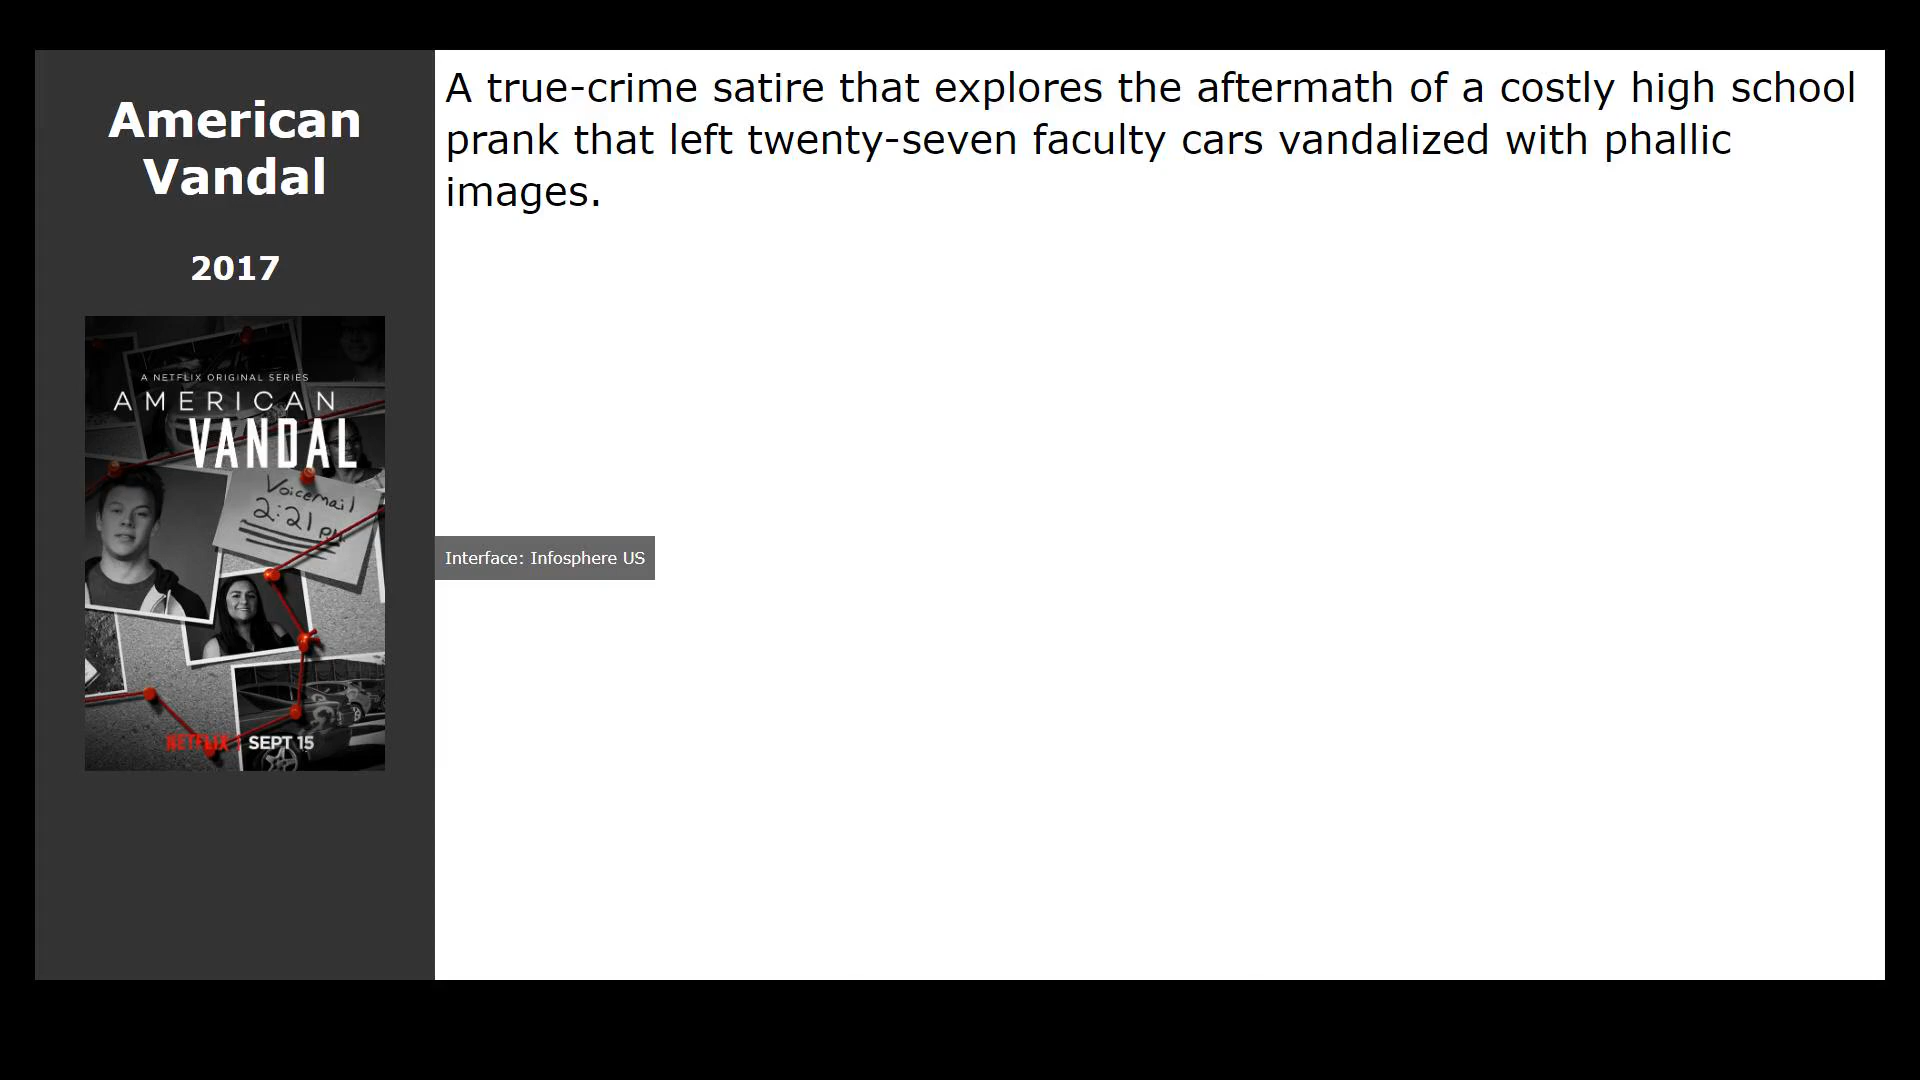 American
Vandal
2017
A NETFLIX ORIGINAL SERIES
AMERICAN
VANDAL
Voicemail
2:21 PM
NETFLIX | SEPT 15
A true-crime satire that explores the aftermath of a costly high school
prank that left twenty-seven faculty cars vandalized with phallic
images.
Interface: Infosphere US